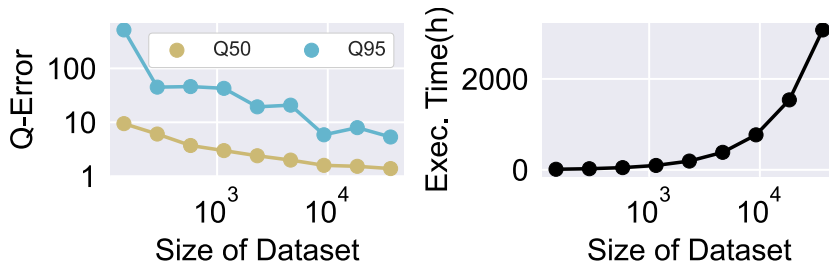 Q-Error
100
10
1
Q50 Q95
10^3 10^4
Size of Dataset
Exec. Time(h)
2000
0
10^3 10^4
Size of Dataset